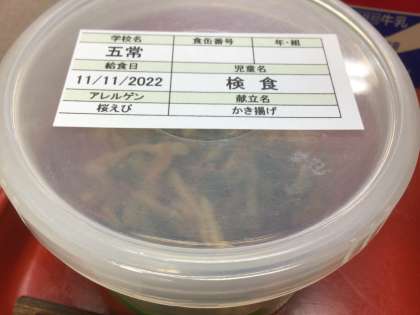 学校名 食缶番号 年・組
五常
給食日 児童名
11/11/2022 検食
アレルゲン 献立名
桜えび かき揚げ
牛乳